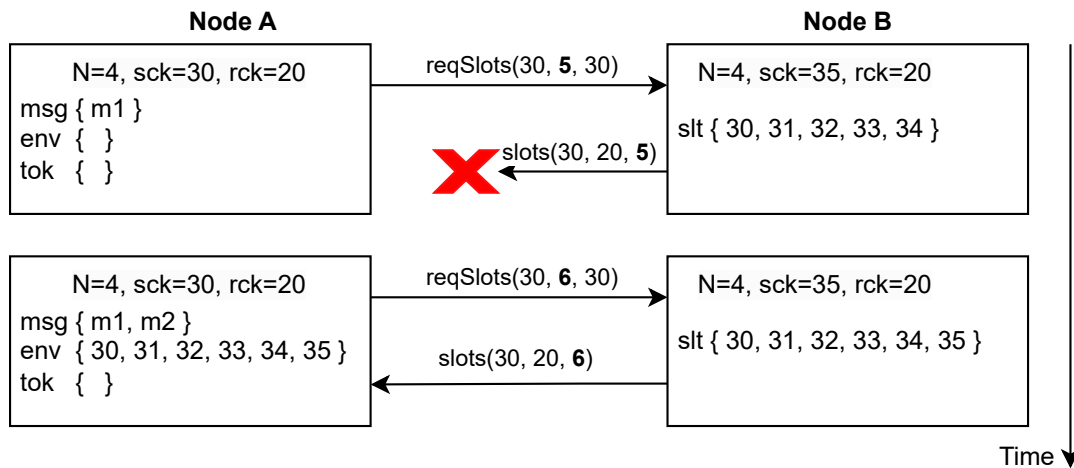 Node A
Node B
N=4, sck=30, rck=20
msg { m1 }
env { }
tok { }
reqSlots(30, 5, 30)
N=4, sck=35, rck=20
slt { 30, 31, 32, 33, 34 }
slots(30, 20, 5)
N=4, sck=30, rck=20
msg { m1, m2 }
env { 30, 31, 32, 33, 34, 35 }
tok { }
reqSlots(30, 6, 30)
N=4, sck=35, rck=20
slt { 30, 31, 32, 33, 34, 35 }
slots(30, 20, 6)
Time